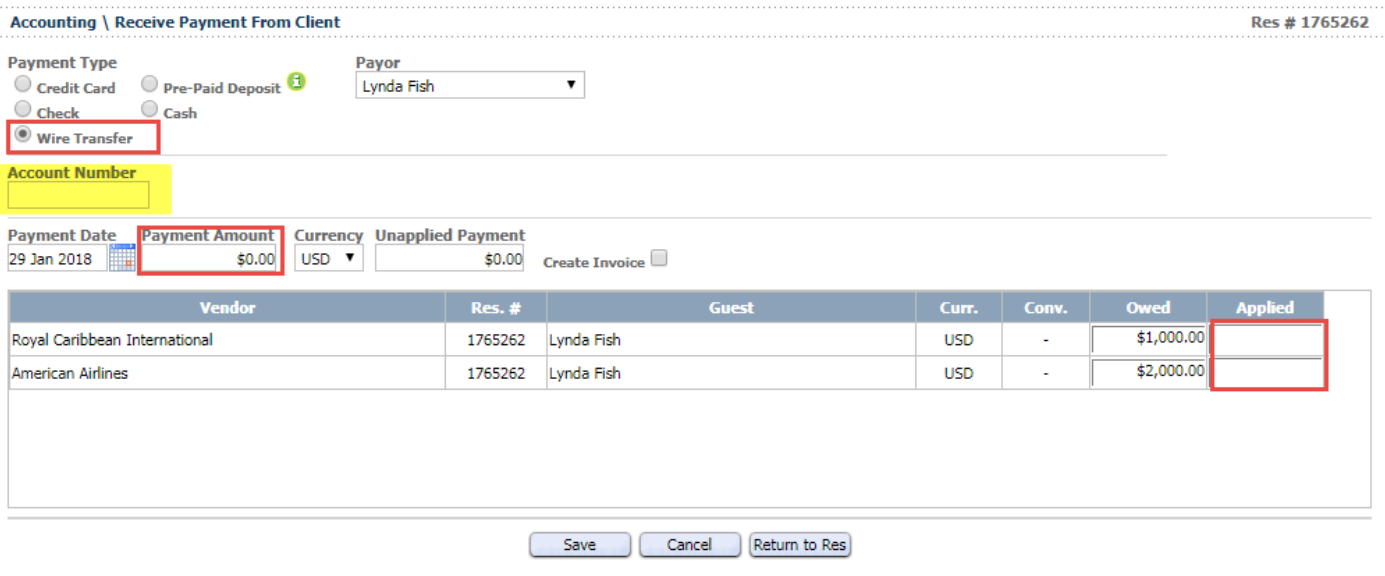 Accounting \ Receive Payment From Client Res # 1765262
Payment Type Payor
Credit Card Pre-Paid Deposit Lynda Fish
Check Cash
Wire Transfer
Account Number
Payment Date Payment Amount Currency Unapplied Payment
29 Jan 2018 $0.00 USD $0.00 Create Invoice
Vendor Res. # Guest Curr. Conv. Owed Applied
Royal Caribbean International 1765262 Lynda Fish USD - $1,000.00
American Airlines 1765262 Lynda Fish USD - $2,000.00
Save Cancel Return to Res